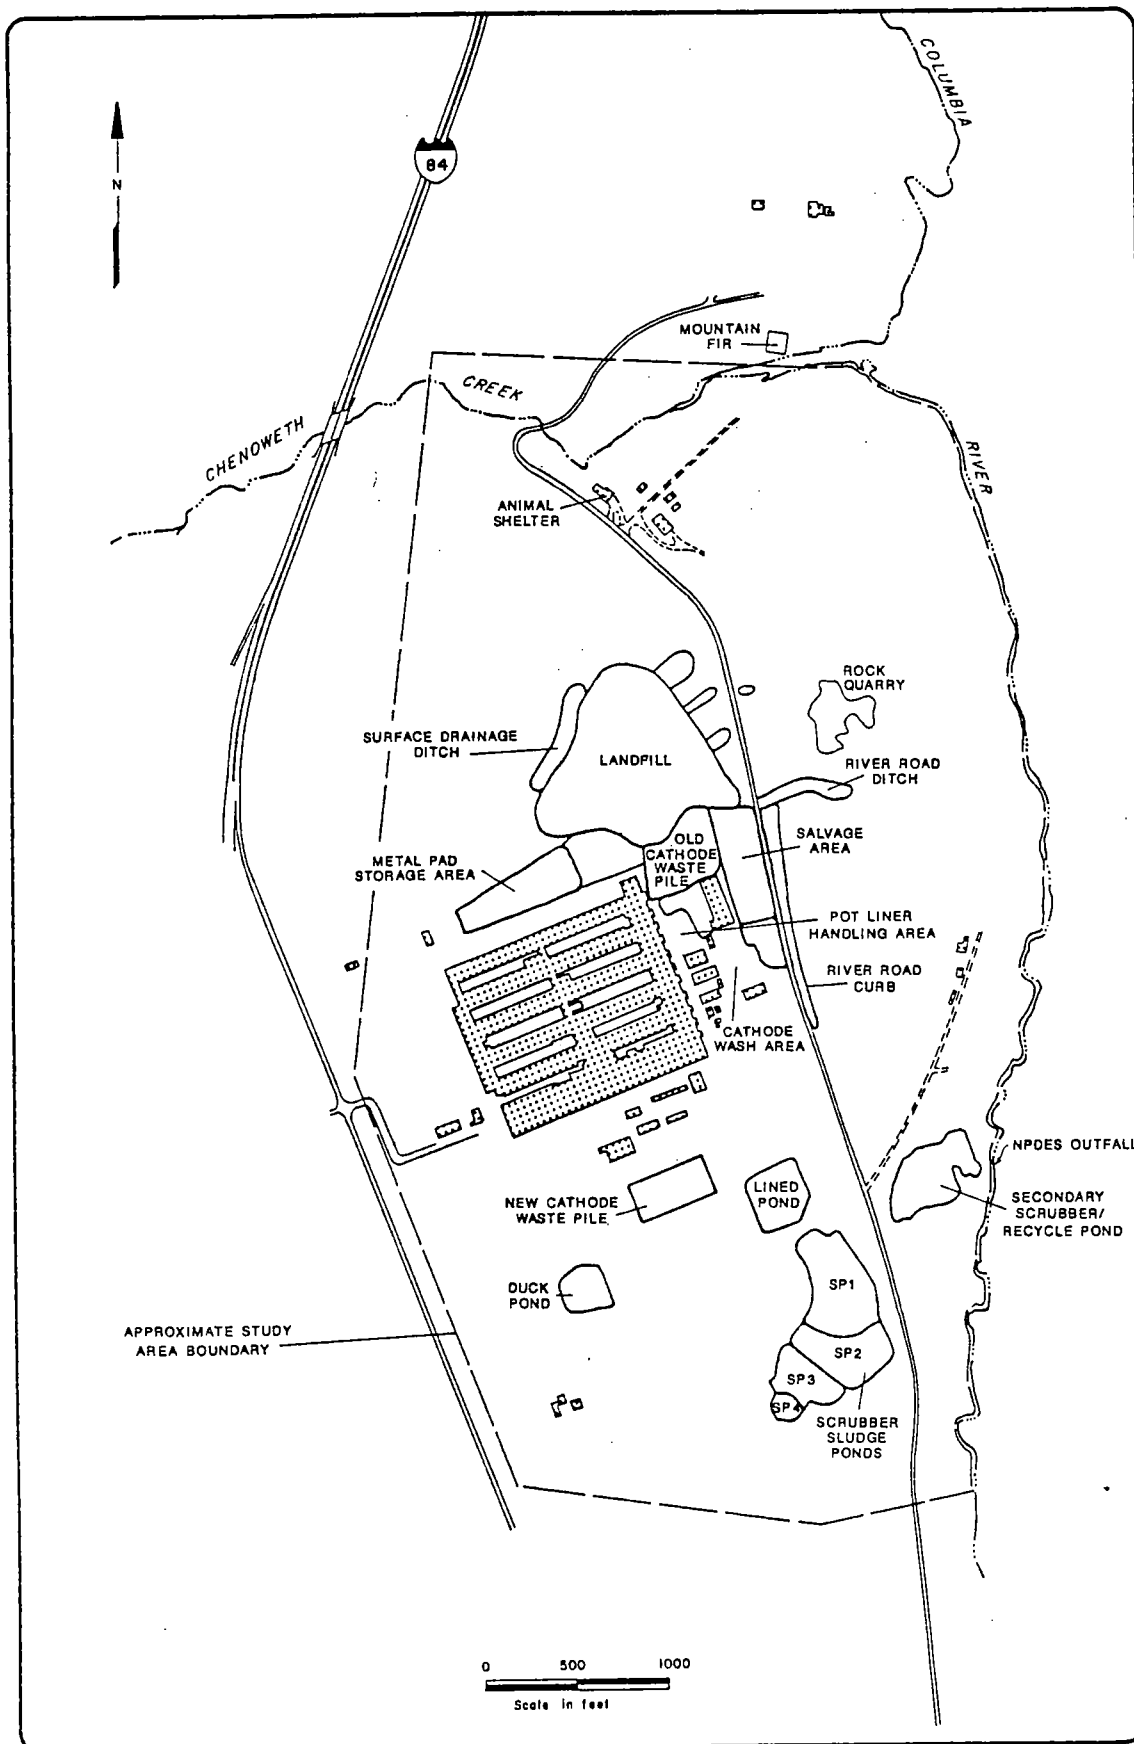 COLUMBIA
84
N
MOUNTAIN
FIR
CREEK
CHENOWETH
RIVER
ANIMAL
SHELTER
ROCK
QUARRY
SURFACE DRAINAGE
DITCH
LANDFILL
RIVER ROAD
DITCH
OLD
CATHODE
WASTE
PILE
SALVAGE
AREA
METAL PAD
STORAGE AREA
POT LINER
HANDLING AREA
RIVER ROAD
CURB
CATHODE
WASH AREA
NPDES OUTFALL
NEW CATHODE
WASTE PILE
LINED
POND
SECONDARY
SCRUBBER/
RECYCLE POND
DUCK
POND
SP1
APPROXIMATE STUDY
AREA BOUNDARY
SP2
SP3
SP4
SCRUBBER
SLUDGE
PONDS
0 500 1000
Scale in feet